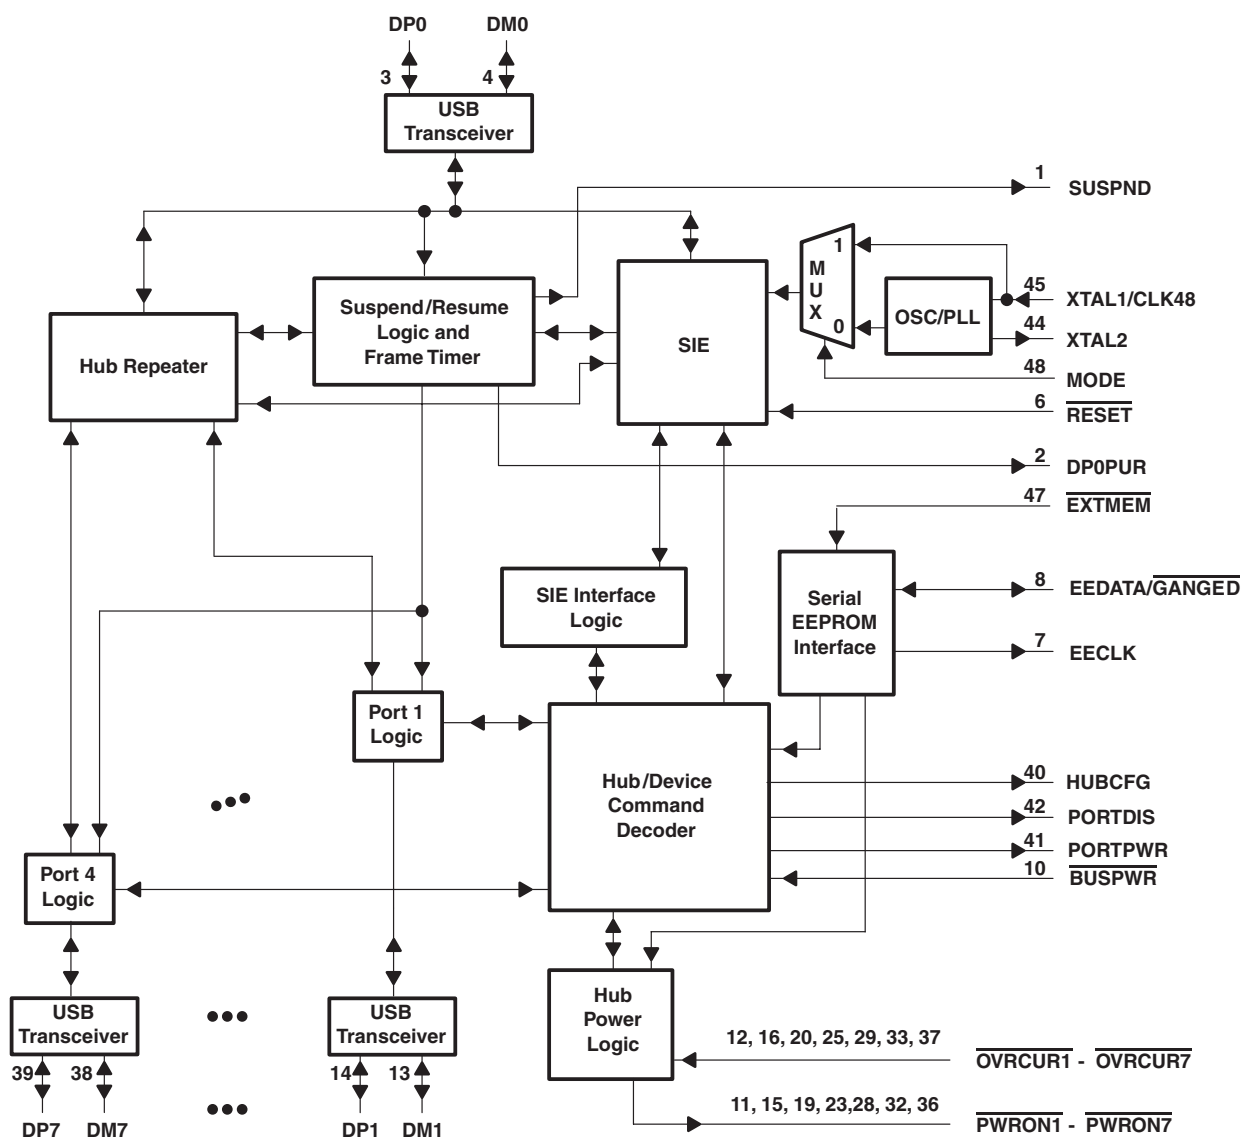 DP0 DM0
3 4
USB
Transceiver
1
SUSPND
1
M
U
X
0
OSC/PLL
45
XTAL1/CLK48
44
XTAL2
48
MODE
6
RESET
Suspend/Resume
Logic and
Frame Timer
SIE
Hub Repeater
2
DP0PUR
47
EXTMEM
SIE Interface
Logic
Serial
EEPROM
Interface
8
EEDATA/GANGED
7
EECLK
Port 1
Logic
Hub/Device
Command
Decoder
40
HUBCFG
42
PORTDIS
41
PORTPWR
10
BUSPWR
Port 4
Logic
USB
Transceiver
USB
Transceiver
Hub
Power
Logic
12, 16, 20, 25, 29, 33, 37
OVRCUR1 - OVRCUR7
39 38
14 13
11, 15, 19, 23,28, 32, 36
PWRON1 - PWRON7
DP7 DM7
DP1 DM1